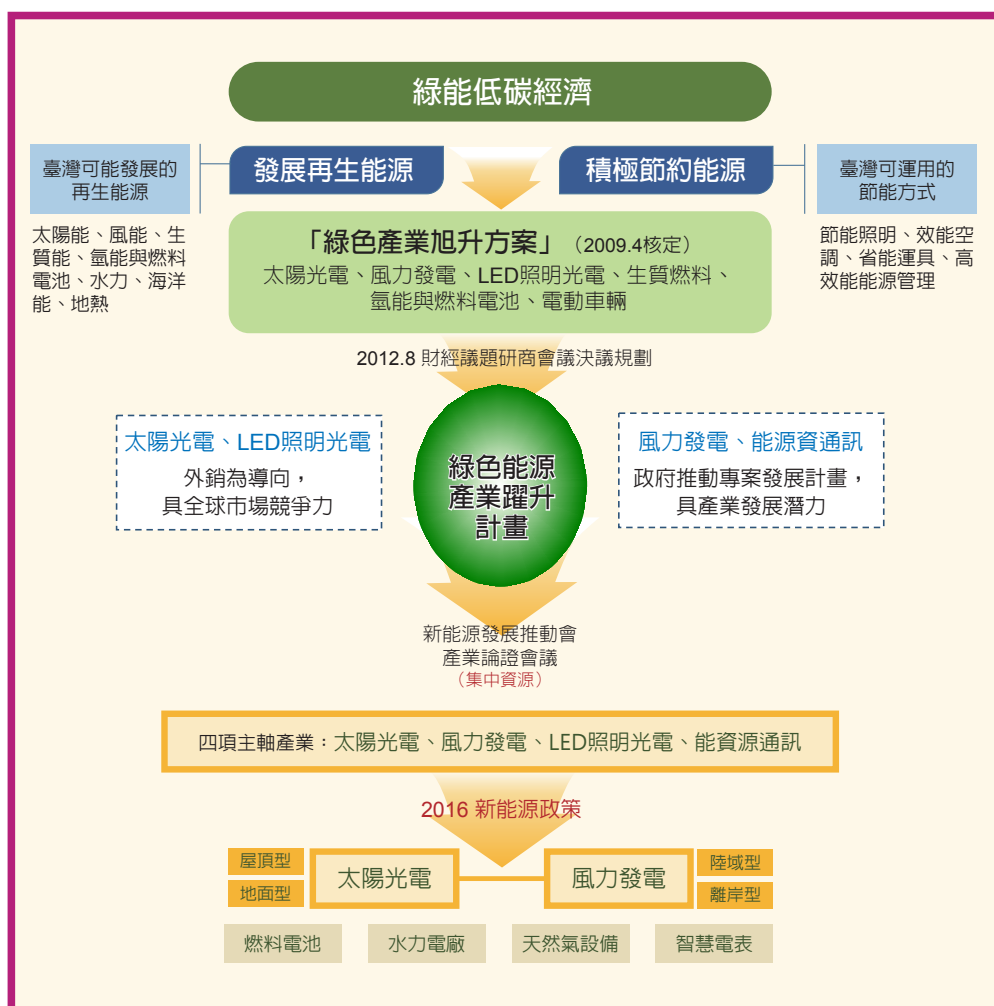 綠能低碳經濟
臺灣可能發展的
再生能源
發展再生能源
積極節約能源
臺灣可運用的
節能方式
太陽能、風能、生
質能、氫能與燃料
電池、水力、海洋
能、地熱
「綠色產業旭升方案」（2009.4核定）
太陽光電、風力發電、LED照明光電、生質燃料、
氫能與燃料電池、電動車輛
節能照明、效能空
調、省能運具、高
效能能源管理
2012.8 財經議題研商會議決議規劃
太陽光電、LED照明光電
外銷為導向，
具全球市場競爭力
綠色能源
產業躍升
計畫
風力發電、能源資通訊
政府推動專案發展計畫，
具產業發展潛力
新能源發展推動會
產業論證會議
（集中資源）
四項主軸產業：太陽光電、風力發電、LED照明光電、能資源通訊
2016 新能源政策
屋頂型
地面型
太陽光電
風力發電
陸域型
離岸型
燃料電池
水力電廠
天然氣設備
智慧電表